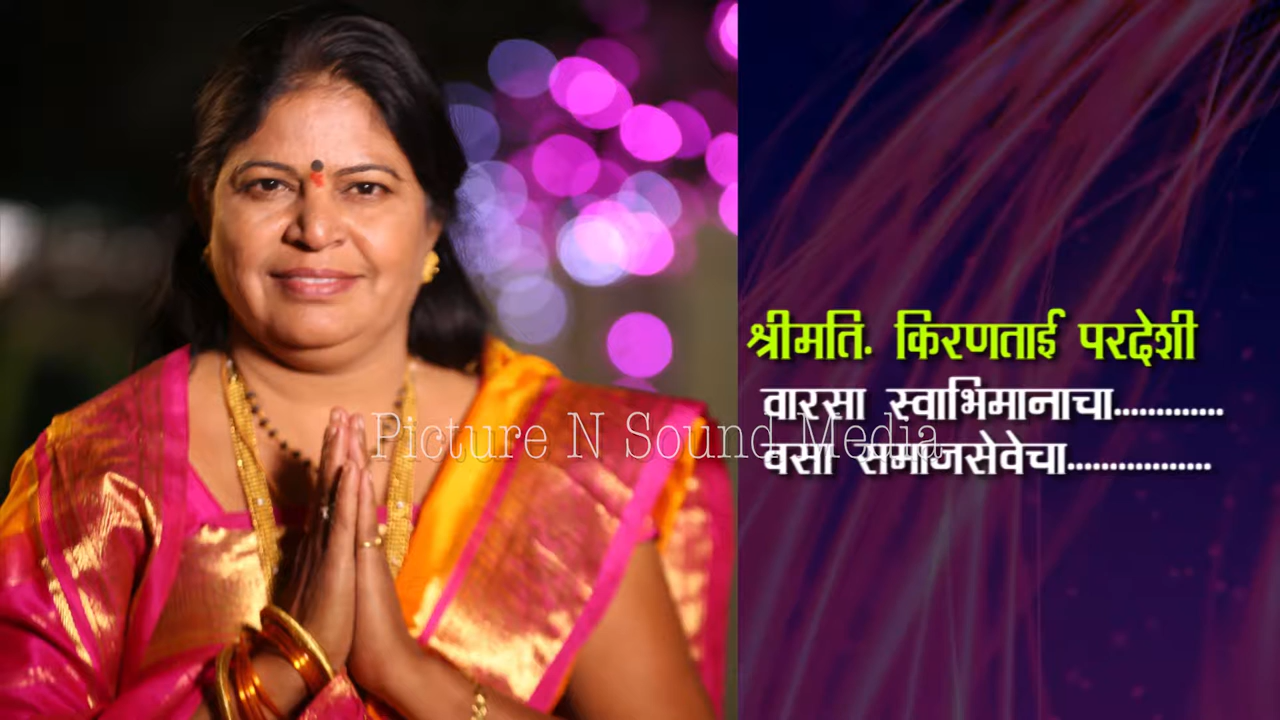 श्रीमति. किरणताई परदेशी
वारसा स्वाभिमानाचा.............
Picture N Sound Media
वसा समाजसेवेचा.................